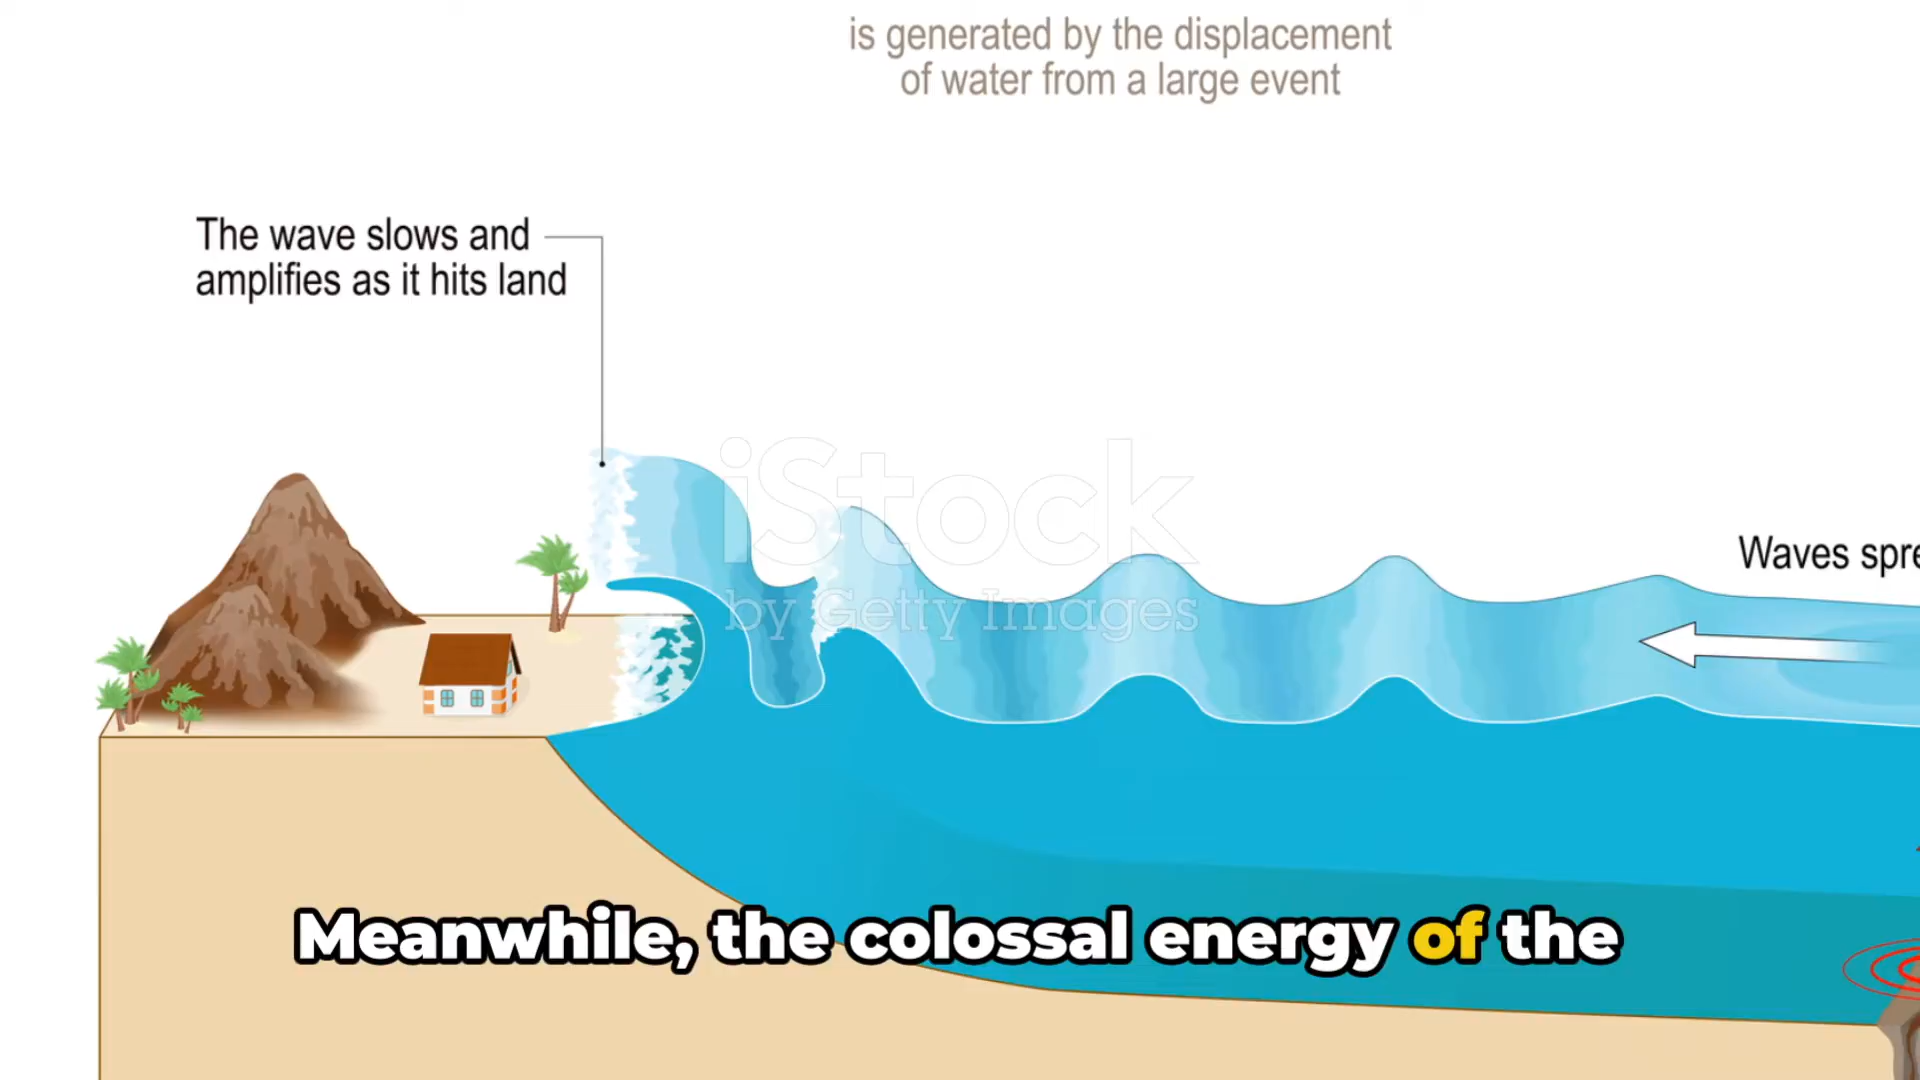 is generated by the displacement
of water from a large event
The wave slows and
amplifies as it hits land
iStock
by Getty Images
Waves spre
Meanwhile, the colossal energy of the